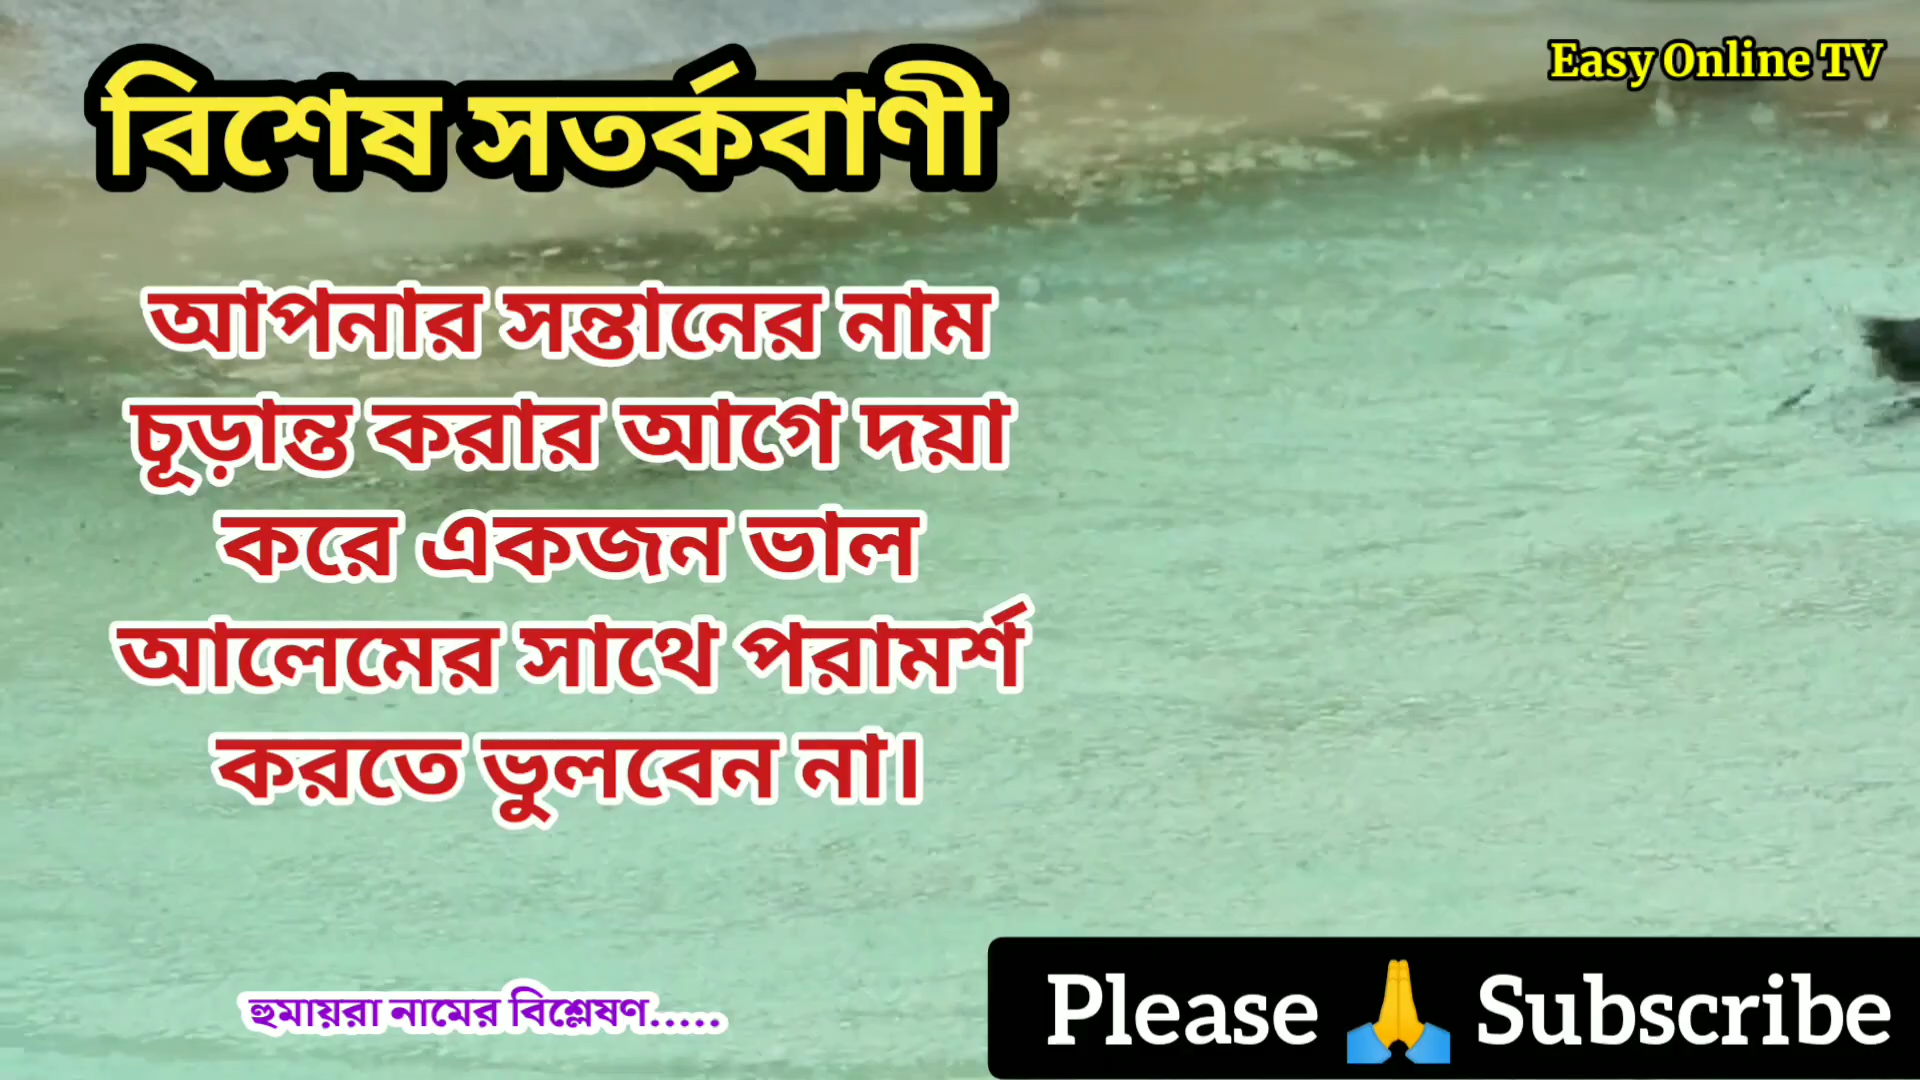 Easy Online TV
বিশেষ সতর্কবাণী
আপনার সন্তানের নাম
চূড়ান্ত করার আগে দয়া
করে একজন ভাল
আলেমের সাথে পরামর্শ
করতে ভুলবেন না।
হুমায়রা নামের বিশ্লেষণ.....
Please 🙏 Subscribe